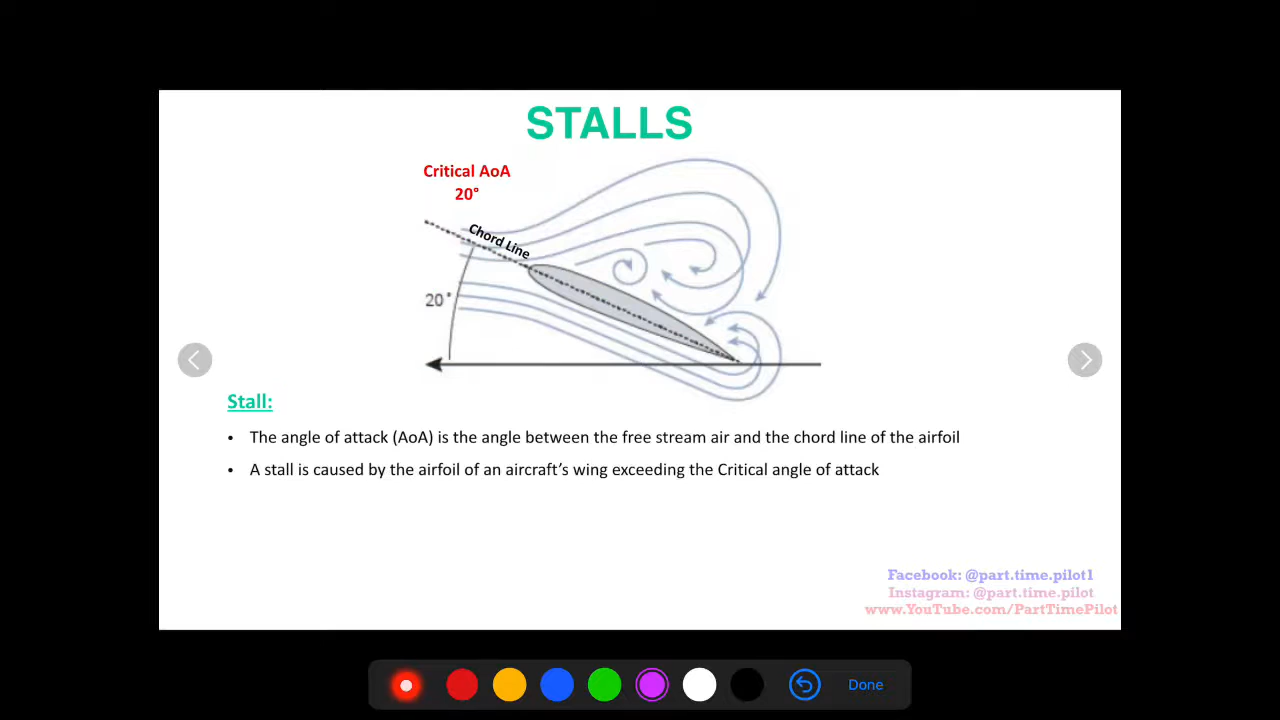 STALLS
Critical AoA
20°
Chord Line
20°
Stall:
• The angle of attack (AoA) is the angle between the free stream air and the chord line of the airfoil
• A stall is caused by the airfoil of an aircraft's wing exceeding the Critical angle of attack
Facebook: @part.time.pilot1
Instagram: @part.time.pilot
www.YouTube.com/PartTimePilot
Done